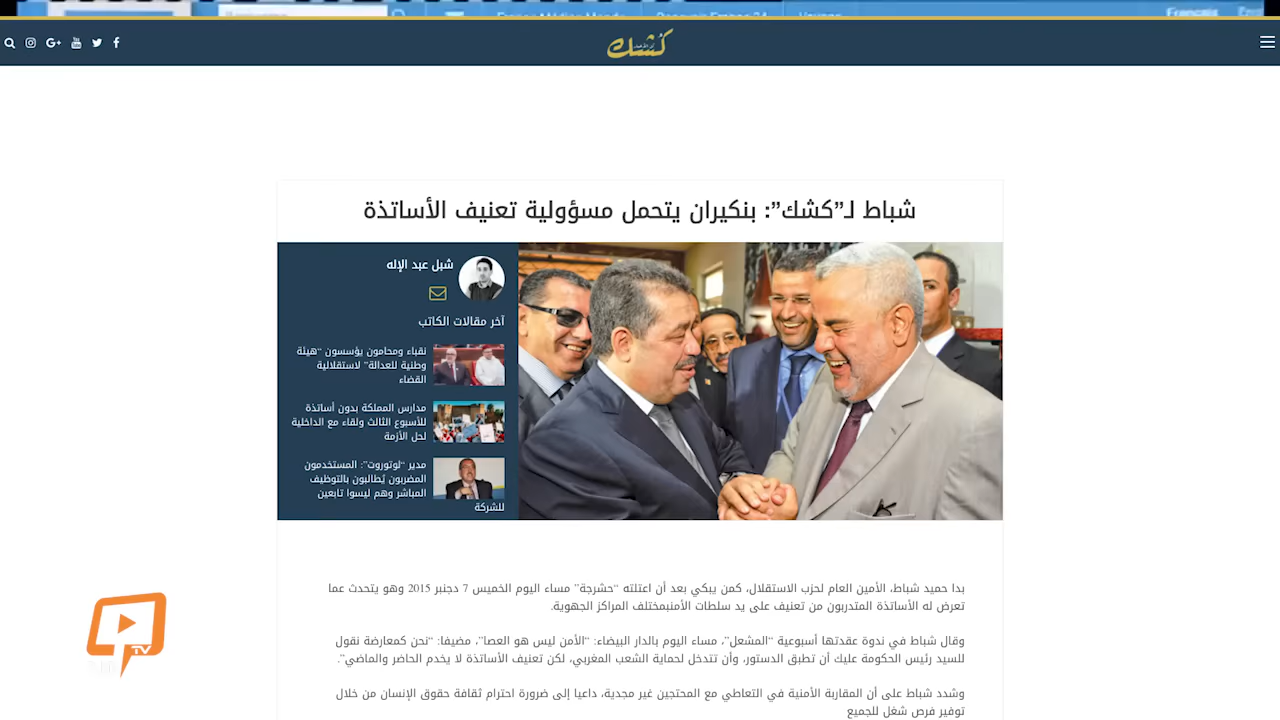 Français
كشك
شباط لـ”كشك”: بنكيران يتحمل مسؤولية تعنيف الأساتذة
شبل عبد الإله
آخر مقالات الكاتب
نقباء ومحامون يؤسسون “هيئة
وطنية للعدالة” لاستقلالية
القضاء
مدارس المملكة بدون أساتذة
للأسبوع الثالث ولقاء مع الداخلية
لحل الأزمة
مدير “لوتوروت”: المستخدمون
المضربون يُطالبون بالتوظيف
المباشر وهم ليسوا تابعين
للشركة
بدا حميد شباط، الأمين العام لحزب الاستقلال، كمن يبكي بعد أن اعتلته “حشرجة” مساء اليوم الخميس 7 دجنبر 2015 وهو يتحدث عما
تعرض له الأساتذة المتدربون من تعنيف على يد سلطات الأمنبمختلف المراكز الجهوية.
وقال شباط في ندوة عقدتها أسبوعية “المشعل”، مساء اليوم بالدار البيضاء: “الأمن ليس هو العصا”، مضيفا: “نحن كمعارضة نقول
للسيد رئيس الحكومة عليك أن تطبق الدستور، وأن تتدخل لحماية الشعب المغربي، لكن تعنيف الأساتذة لا يخدم الحاضر والماضي”.
وشدد شباط على أن المقاربة الأمنية في التعاطي مع المحتجين غير مجدية، داعيا إلى ضرورة احترام ثقافة حقوق الإنسان من خلال
توفير فرص شغل للجميع
TV